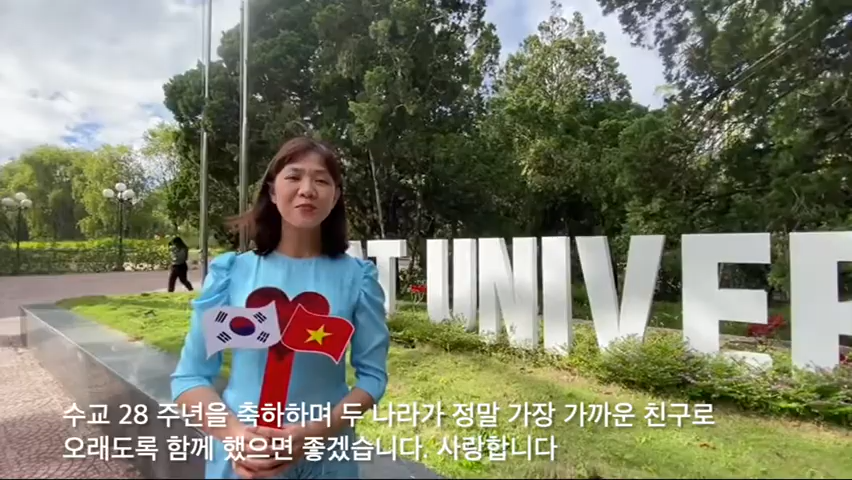 T UNIVER
수교 28 주년을 축하하며 두 나라가 정말 가장 가까운 친구로
오래도록 함께 했으면 좋겠습니다. 사랑합니다